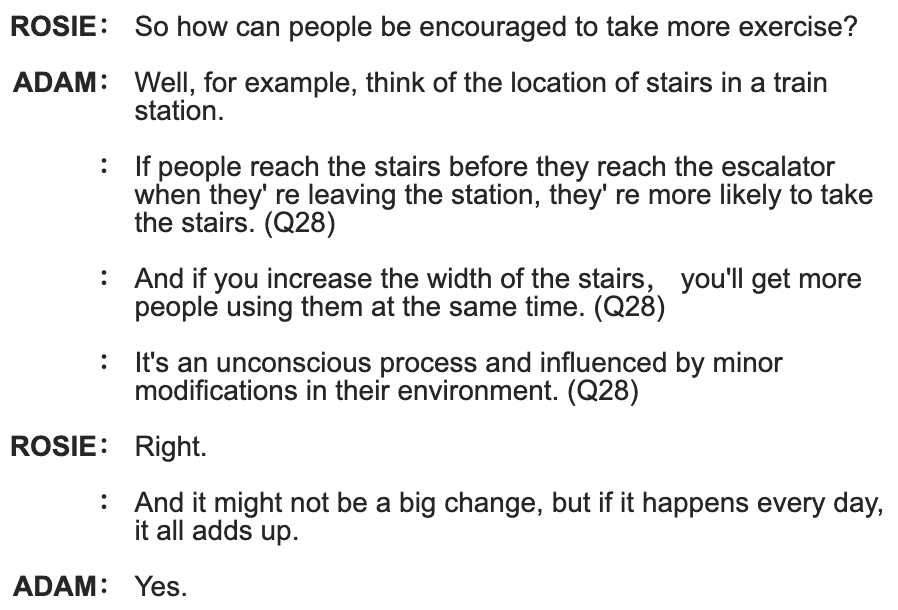 ROSIE： So how can people be encouraged to take more exercise?
ADAM： Well, for example, think of the location of stairs in a train
station.
： If people reach the stairs before they reach the escalator
when they' re leaving the station, they' re more likely to take
the stairs. (Q28)
： And if you increase the width of the stairs， you'll get more
people using them at the same time. (Q28)
： It's an unconscious process and influenced by minor
modifications in their environment. (Q28)
ROSIE： Right.
： And it might not be a big change, but if it happens every day,
it all adds up.
ADAM： Yes.